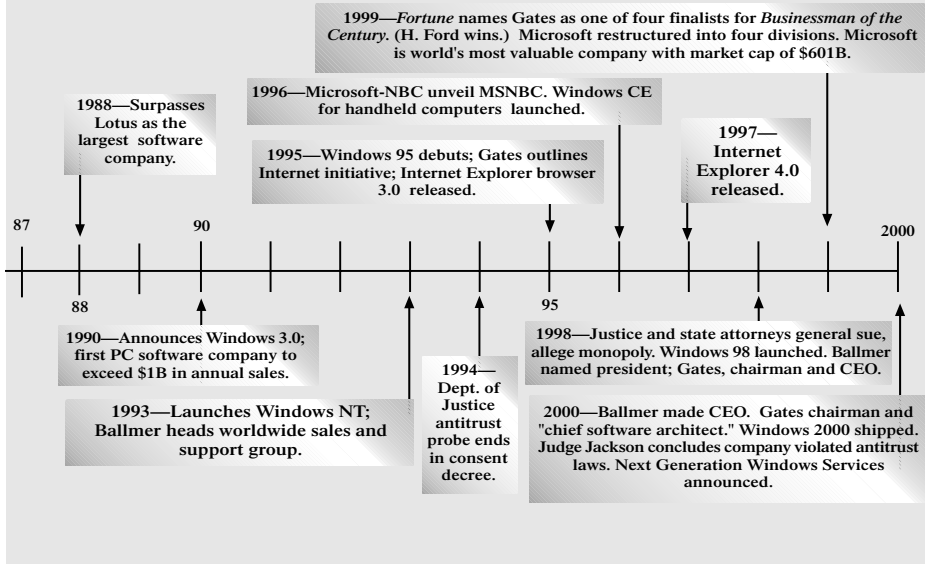 1999—Fortune names Gates as one of four finalists for Businessman of the
Century. (H. Ford wins.) Microsoft restructured into four divisions. Microsoft
is world's most valuable company with market cap of $601B.
1996—Microsoft-NBC unveil MSNBC. Windows CE
for handheld computers launched.
1988—Surpasses
Lotus as the
largest software
company.
1997—
Internet
Explorer 4.0
released.
1995—Windows 95 debuts; Gates outlines
Internet initiative; Internet Explorer browser
3.0 released.
87
90
2000
88
95
1990—Announces Windows 3.0;
first PC software company to
exceed $1B in annual sales.
1998—Justice and state attorneys general sue,
allege monopoly. Windows 98 launched. Ballmer
named president; Gates, chairman and CEO.
1994—
Dept. of
Justice
antitrust
probe ends
in consent
decree.
1993—Launches Windows NT;
Ballmer heads worldwide sales and
support group.
2000—Ballmer made CEO. Gates chairman and
"chief software architect." Windows 2000 shipped.
Judge Jackson concludes company violated antitrust
laws. Next Generation Windows Services
announced.